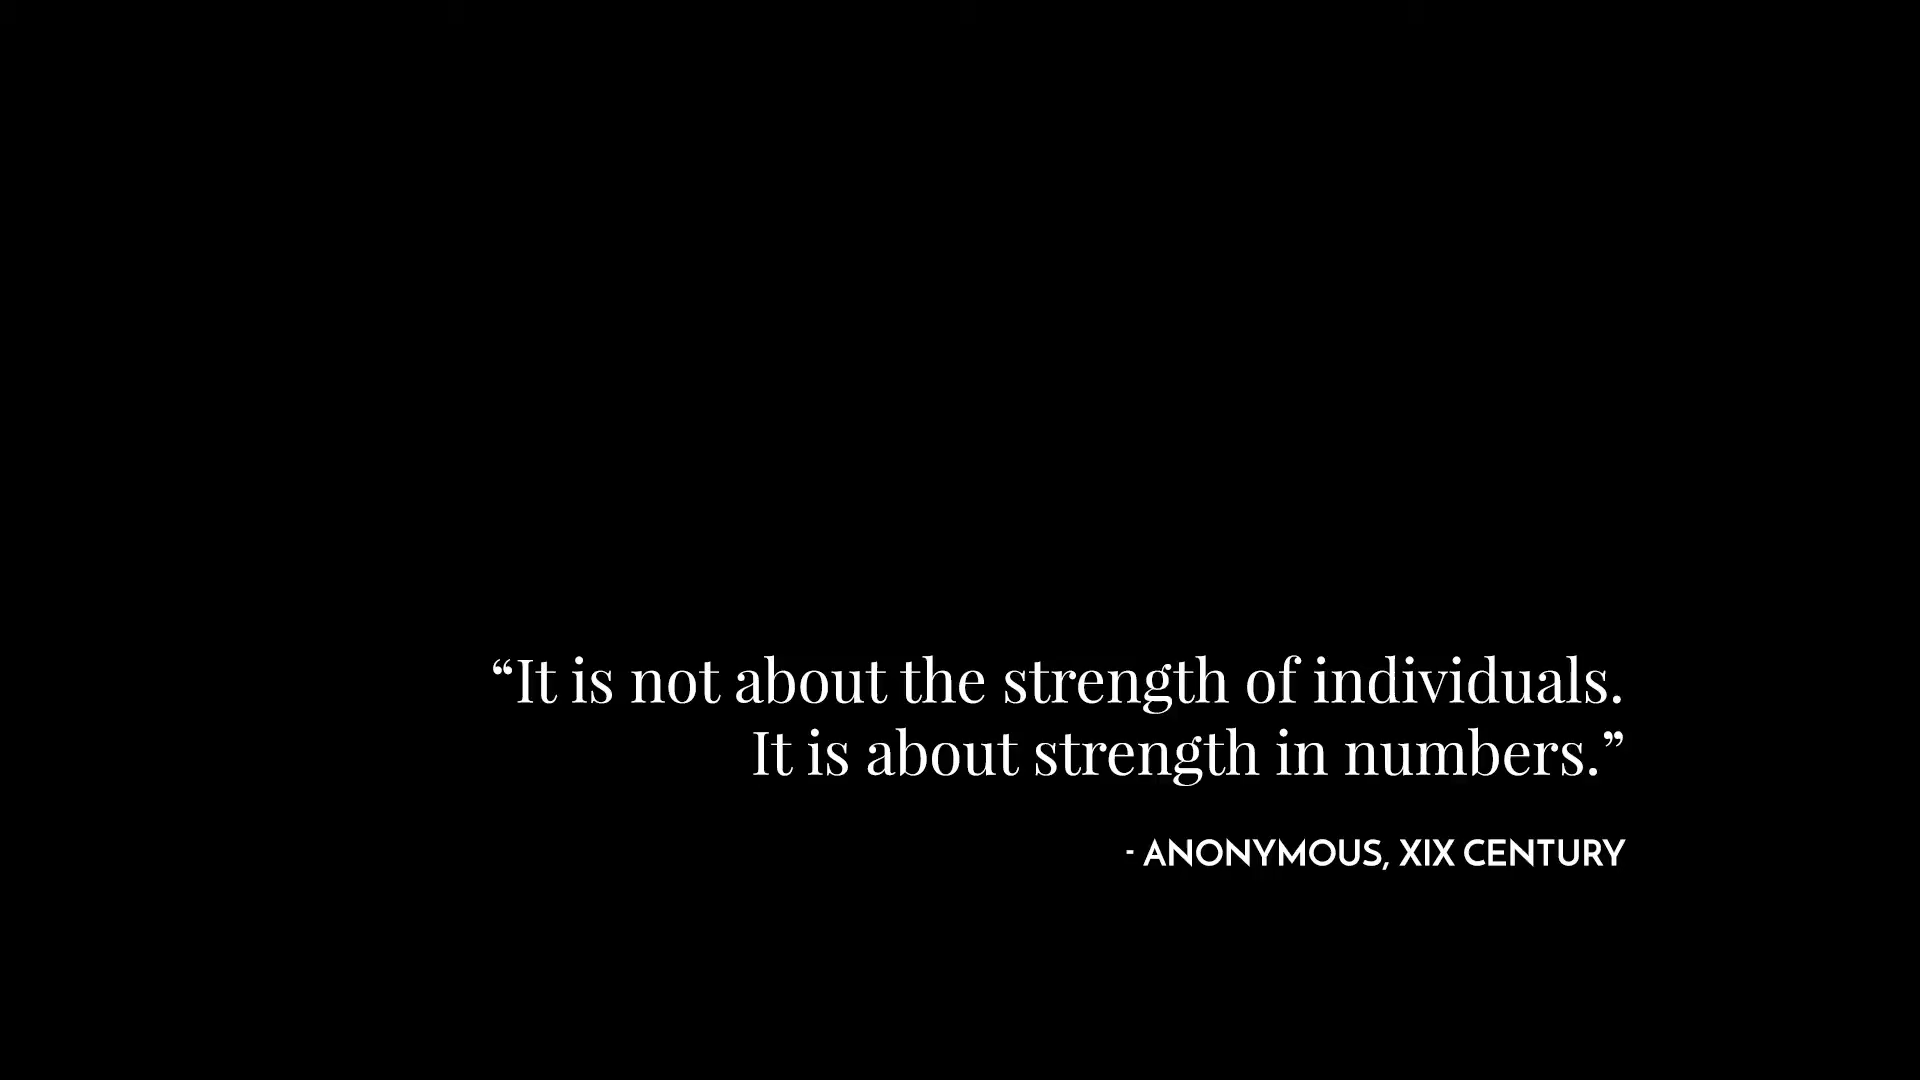 “It is not about the strength of individuals.
It is about strength in numbers.”
- ANONYMOUS, XIX CENTURY